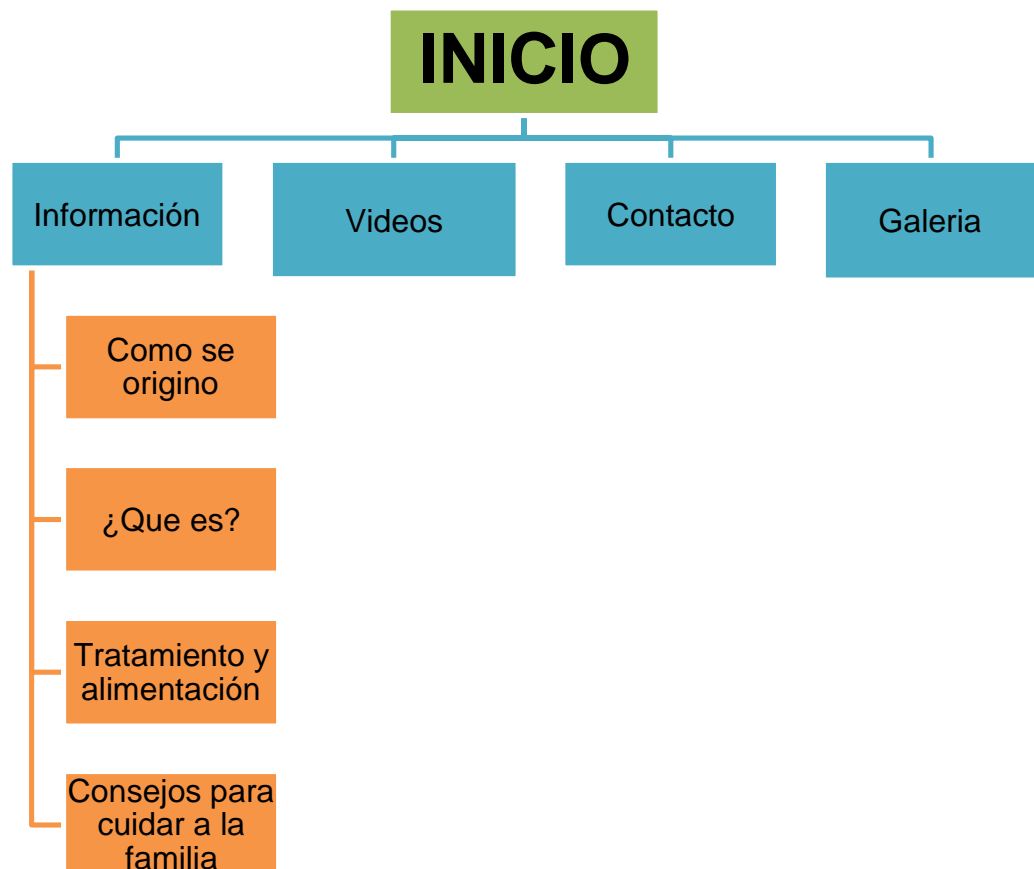 INICIO
Información
Videos
Contacto
Galeria
Como se
origino
¿Que es?
Tratamiento y
alimentación
Consejos para
cuidar a la
familia